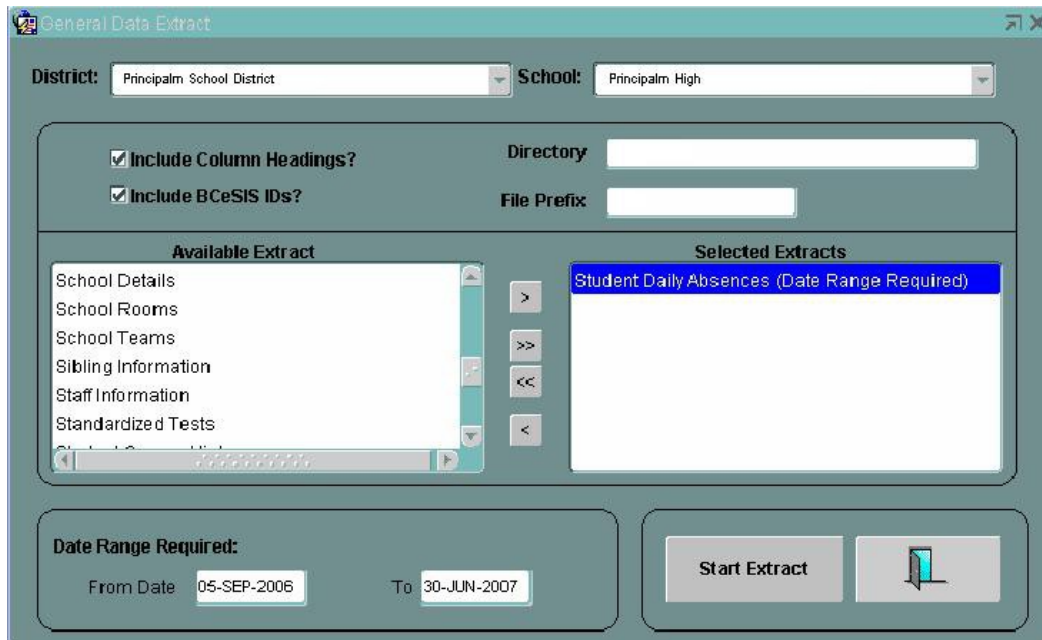 General Data Extract
District: Principalm School District School: Principalm High
Include Column Headings? Directory
Include BCeSIS IDs? File Prefix
Available Extract Selected Extracts
School Details > Student Daily Absences (Date Range Required)
School Rooms
School Teams >>
Sibling Information
Staff Information <<
Standardized Tests <
Date Range Required:
From Date 05-SEP-2006 To 30-JUN-2007
Start Extract